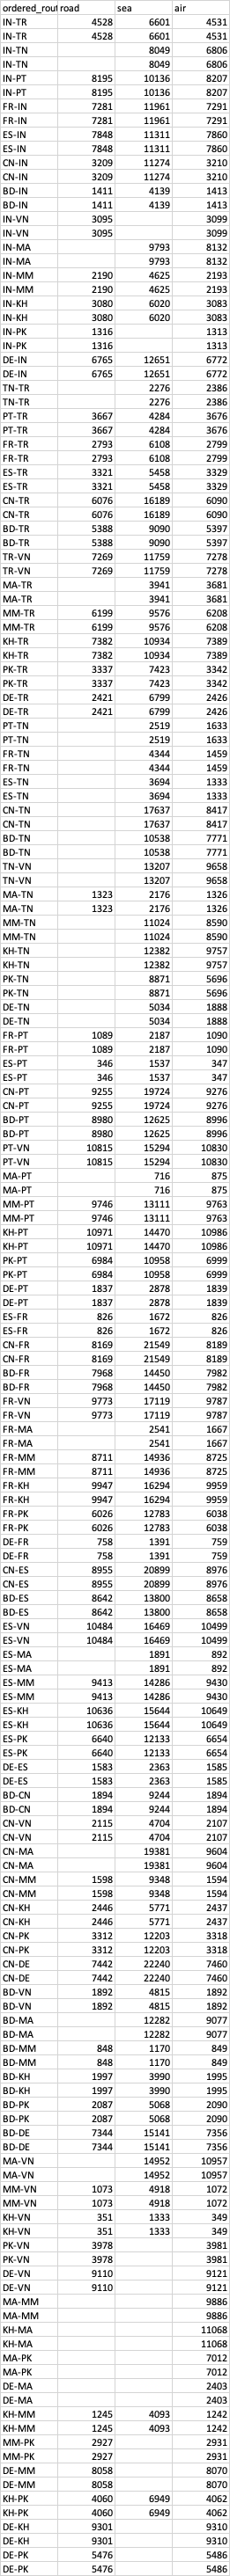 ordered_rout road sea air
IN-TR 4528 6601 4531
IN-TR 4528 6601 4531
IN-TN 8049 6806
IN-TN 8049 6806
IN-PT 8195 10136 8207
IN-PT 8195 10136 8207
FR-IN 7281 11961 7291
FR-IN 7281 11961 7291
ES-IN 7848 11311 7860
ES-IN 7848 11311 7860
CN-IN 3209 11274 3210
CN-IN 3209 11274 3210
BD-IN 1411 4139 1413
BD-IN 1411 4139 1413
IN-VN 3095 3099
IN-VN 3095 3099
IN-MA 9793 8132
IN-MA 9793 8132
IN-MM 2190 4625 2193
IN-MM 2190 4625 2193
IN-KH 3080 6020 3083
IN-KH 3080 6020 3083
IN-PK 1316 1313
IN-PK 1316 1313
DE-IN 6765 12651 6772
DE-IN 6765 12651 6772
TN-TR 2276 2386
TN-TR 2276 2386
PT-TR 3667 4284 3676
PT-TR 3667 4284 3676
FR-TR 2793 6108 2799
FR-TR 2793 6108 2799
ES-TR 3321 5458 3329
ES-TR 3321 5458 3329
CN-TR 6076 16189 6090
CN-TR 6076 16189 6090
BD-TR 5388 9090 5397
BD-TR 5388 9090 5397
TR-VN 7269 11759 7278
TR-VN 7269 11759 7278
MA-TR 3941 3681
MA-TR 3941 3681
MM-TR 6199 9576 6208
MM-TR 6199 9576 6208
KH-TR 7382 10934 7389
KH-TR 7382 10934 7389
PK-TR 3337 7423 3342
PK-TR 3337 7423 3342
DE-TR 2421 6799 2426
DE-TR 2421 6799 2426
PT-TN 2519 1633
PT-TN 2519 1633
FR-TN 4344 1459
FR-TN 4344 1459
ES-TN 3694 1333
ES-TN 3694 1333
CN-TN 17637 8417
CN-TN 17637 8417
BD-TN 10538 7771
BD-TN 10538 7771
TN-VN 13207 9658
TN-VN 13207 9658
MA-TN 1323 2176 1326
MA-TN 1323 2176 1326
MM-TN 11024 8590
MM-TN 11024 8590
KH-TN 12382 9757
KH-TN 12382 9757
PK-TN 8871 5696
PK-TN 8871 5696
DE-TN 5034 1888
DE-TN 5034 1888
FR-PT 1089 2187 1090
FR-PT 1089 2187 1090
ES-PT 346 1537 347
ES-PT 346 1537 347
CN-PT 9255 19724 9276
CN-PT 9255 19724 9276
BD-PT 8980 12625 8996
BD-PT 8980 12625 8996
PT-VN 10815 15294 10830
PT-VN 10815 15294 10830
MA-PT 716 875
MA-PT 716 875
MM-PT 9746 13111 9763
MM-PT 9746 13111 9763
KH-PT 10971 14470 10986
KH-PT 10971 14470 10986
PK-PT 6984 10958 6999
PK-PT 6984 10958 6999
DE-PT 1837 2878 1839
DE-PT 1837 2878 1839
ES-FR 826 1672 826
ES-FR 826 1672 826
CN-FR 8169 21549 8189
CN-FR 8169 21549 8189
BD-FR 7968 14450 7982
BD-FR 7968 14450 7982
FR-VN 9773 17119 9787
FR-VN 9773 17119 9787
FR-MA 2541 1667
FR-MA 2541 1667
FR-MM 8711 14936 8725
FR-MM 8711 14936 8725
FR-KH 9947 16294 9959
FR-KH 9947 16294 9959
FR-PK 6026 12783 6038
FR-PK 6026 12783 6038
DE-FR 758 1391 759
DE-FR 758 1391 759
CN-ES 8955 20899 8976
CN-ES 8955 20899 8976
BD-ES 8642 13800 8658
BD-ES 8642 13800 8658
ES-VN 10484 16469 10499
ES-VN 10484 16469 10499
ES-MA 1891 892
ES-MA 1891 892
ES-MM 9413 14286 9430
ES-MM 9413 14286 9430
ES-KH 10636 15644 10649
ES-KH 10636 15644 10649
ES-PK 6640 12133 6654
ES-PK 6640 12133 6654
DE-ES 1583 2363 1585
DE-ES 1583 2363 1585
BD-CN 1894 9244 1894
BD-CN 1894 9244 1894
CN-VN 2115 4704 2107
CN-VN 2115 4704 2107
CN-MA 19381 9604
CN-MA 19381 9604
CN-MM 1598 9348 1594
CN-MM 1598 9348 1594
CN-KH 2446 5771 2437
CN-KH 2446 5771 2437
CN-PK 3312 12203 3318
CN-PK 3312 12203 3318
CN-DE 7442 22240 7460
CN-DE 7442 22240 7460
BD-VN 1892 4815 1892
BD-VN 1892 4815 1892
BD-MA 12282 9077
BD-MA 12282 9077
BD-MM 848 1170 849
BD-MM 848 1170 849
BD-KH 1997 3990 1995
BD-KH 1997 3990 1995
BD-PK 2087 5068 2090
BD-PK 2087 5068 2090
BD-DE 7344 15141 7356
BD-DE 7344 15141 7356
MA-VN 14952 10957
MA-VN 14952 10957
MM-VN 1073 4918 1072
MM-VN 1073 4918 1072
KH-VN 351 1333 349
KH-VN 351 1333 349
PK-VN 3978 3981
PK-VN 3978 3981
DE-VN 9110 9121
DE-VN 9110 9121
MA-MM 9886
MA-MM 9886
KH-MA 11068
KH-MA 11068
MA-PK 7012
MA-PK 7012
DE-MA 2403
DE-MA 2403
KH-MM 1245 4093 1242
KH-MM 1245 4093 1242
MM-PK 2927 2931
MM-PK 2927 2931
DE-MM 8058 8070
DE-MM 8058 8070
KH-PK 4060 6949 4062
KH-PK 4060 6949 4062
DE-KH 9301 9310
DE-KH 9301 9310
DE-PK 5476 5486
DE-PK 5476 5486